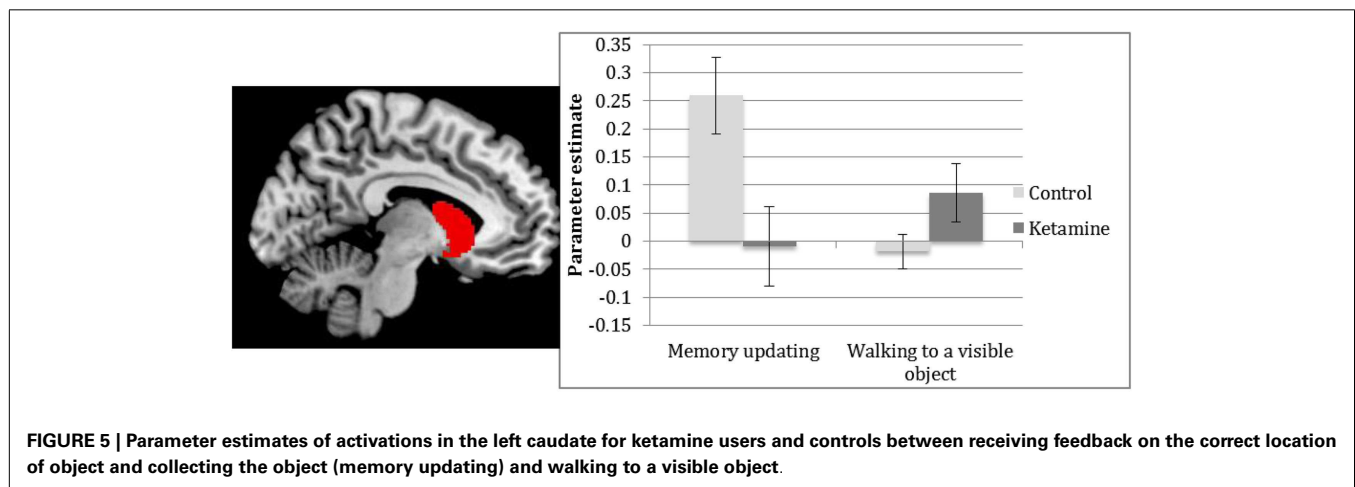 0.35
0.3
0.25
0.2
0.15
0.1
0.05
0
-0.05
-0.1
-0.15
Parameter estimate
Memory updating
Walking to a visible
object
Control
Ketamine
FIGURE 5 | Parameter estimates of activations in the left caudate for ketamine users and controls between receiving feedback on the correct location
of object and collecting the object (memory updating) and walking to a visible object.